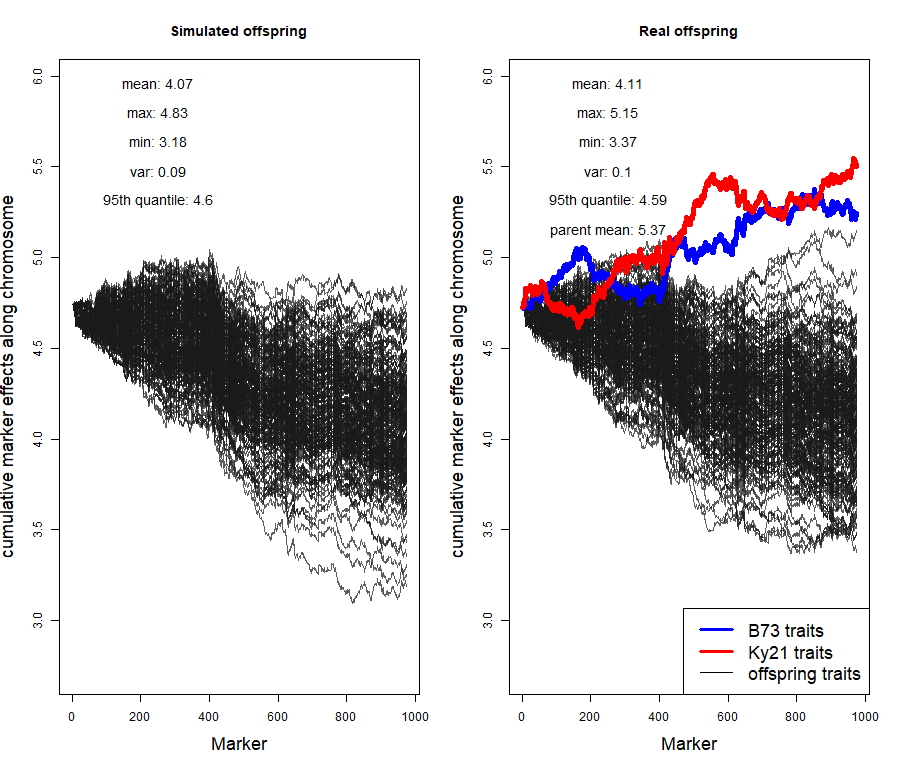 Simulated offspring
mean: 4.07
max: 4.83
min: 3.18
var: 0.09
95th quantile: 4.6
6.0
5.5
5.0
4.5
4.0
3.5
3.0
cumulative marker effects along chromosome
0 200 400 600 800 1000
Marker
Real offspring
mean: 4.11
max: 5.15
min: 3.37
var: 0.1
95th quantile: 4.59
parent mean: 5.37
6.0
5.5
5.0
4.5
4.0
3.5
3.0
cumulative marker effects along chromosome
B73 traits
Ky21 traits
offspring traits
0 200 400 600 800 1000
Marker